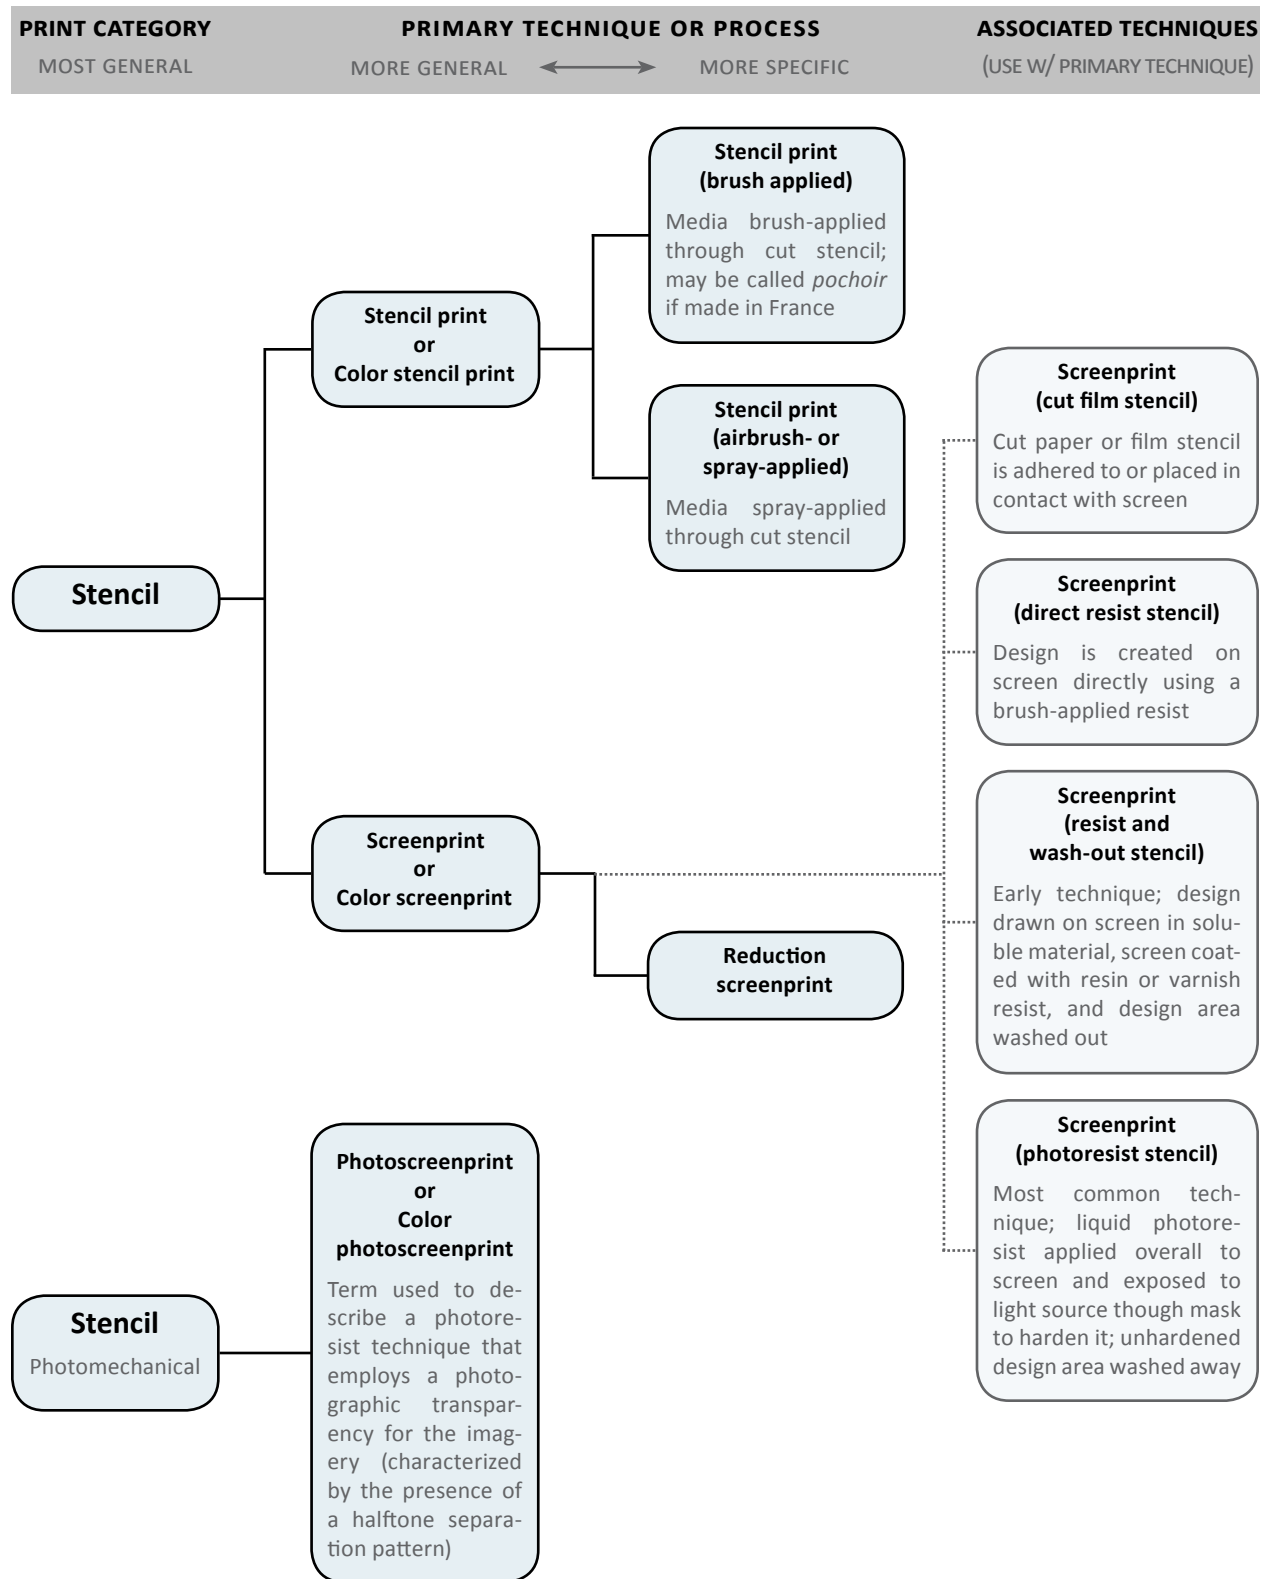 PRINT CATEGORY
MOST GENERAL
PRIMARY TECHNIQUE OR PROCESS
MORE GENERAL
MORE SPECIFIC
ASSOCIATED TECHNIQUES
(USE W/ PRIMARY TECHNIQUE)
Stencil
Stencil print
or
Color stencil print
Stencil print
(brush applied)
Media brush-applied
through cut stencil;
may be called pochoir
if made in France
Stencil print
(airbrush- or
spray-applied)
Media spray-applied
through cut stencil
Screenprint
or
Color screenprint
Reduction
screenprint
Screenprint
(cut film stencil)
Cut paper or film stencil
is adhered to or placed in
contact with screen
Screenprint
(direct resist stencil)
Design is created on
screen directly using a
brush-applied resist
Screenprint
(resist and
wash-out stencil)
Early technique; design
drawn on screen in solu-
ble material, screen coat-
ed with resin or varnish
resist, and design area
washed out
Screenprint
(photoresist stencil)
Most common tech-
nique; liquid photore-
sist applied overall to
screen and exposed to
light source though mask
to harden it; unhardened
design area washed away
Stencil
Photomechanical
Photoscreenprint
or
Color
photoscreenprint
Term used to de-
scribe a photore-
sist technique that
employs a photo-
graphic transpar-
ency for the imag-
ery (characterized
by the presence of
a halftone separa-
tion pattern)